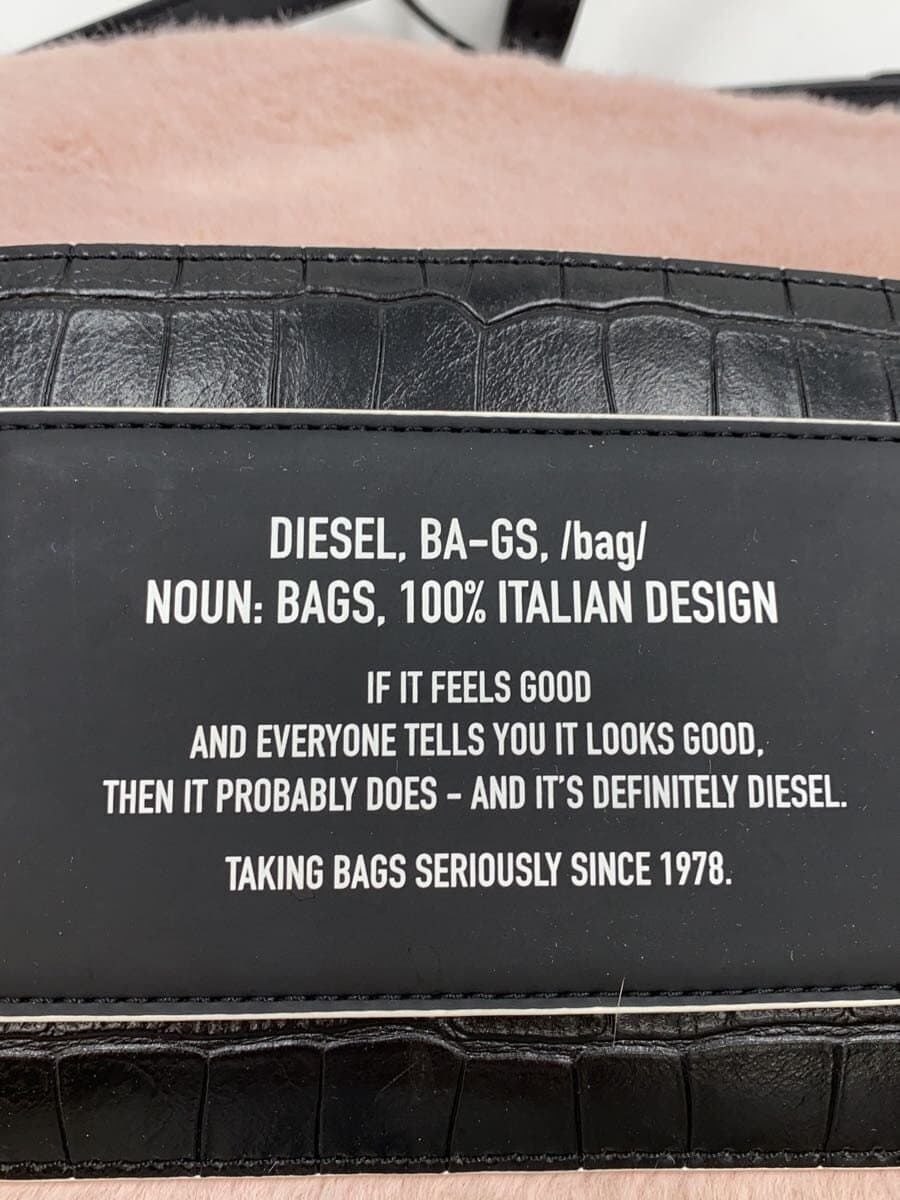 DIESEL, BA-GS, /bag/
NOUN: BAGS, 100% ITALIAN DESIGN
IF IT FEELS GOOD
AND EVERYONE TELLS YOU IT LOOKS GOOD,
THEN IT PROBABLY DOES - AND IT'S DEFINITELY DIESEL.
TAKING BAGS SERIOUSLY SINCE 1978.